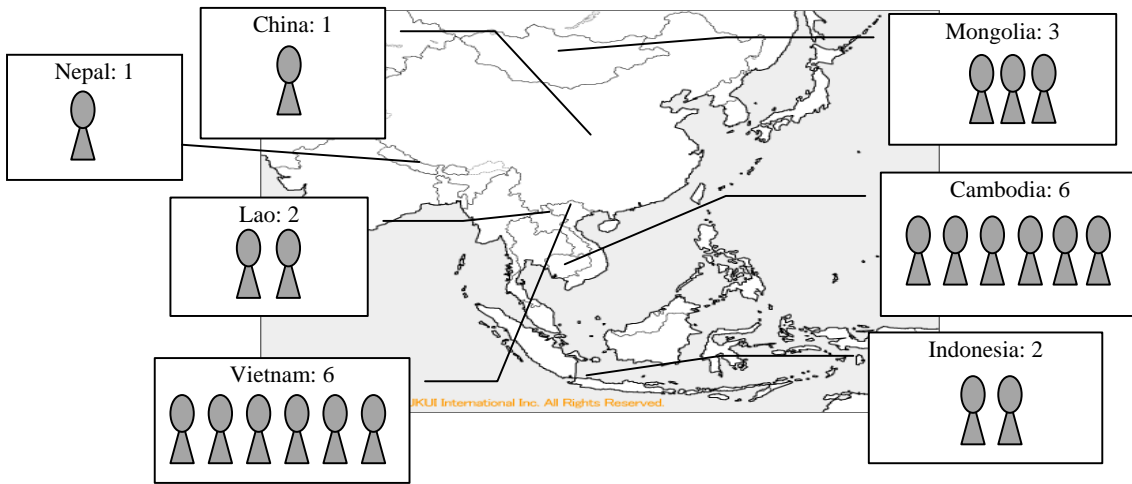 China: 1
Mongolia: 3
Nepal: 1
Cambodia: 6
Lao: 2
Indonesia: 2
Vietnam: 6
International Inc. All Rights Reserved.